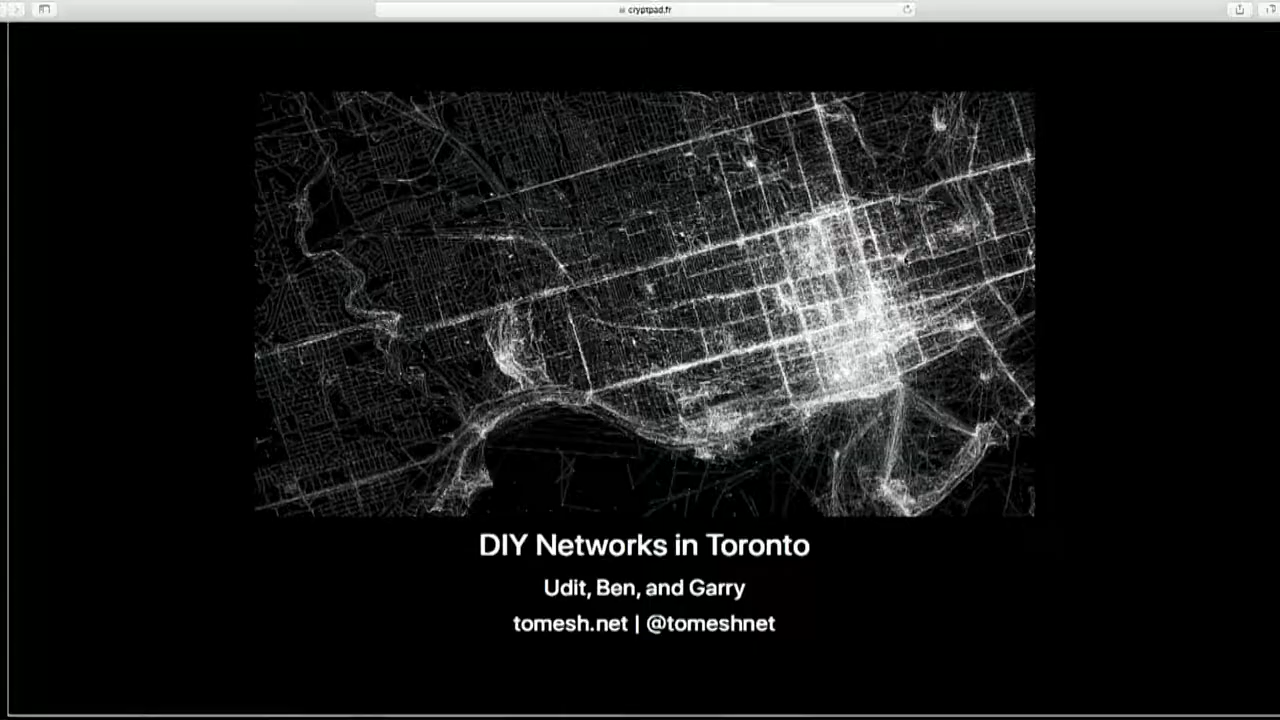 cryptpad.fr
DIY Networks in Toronto
Udit, Ben, and Garry
tomesh.net | @tomeshnet